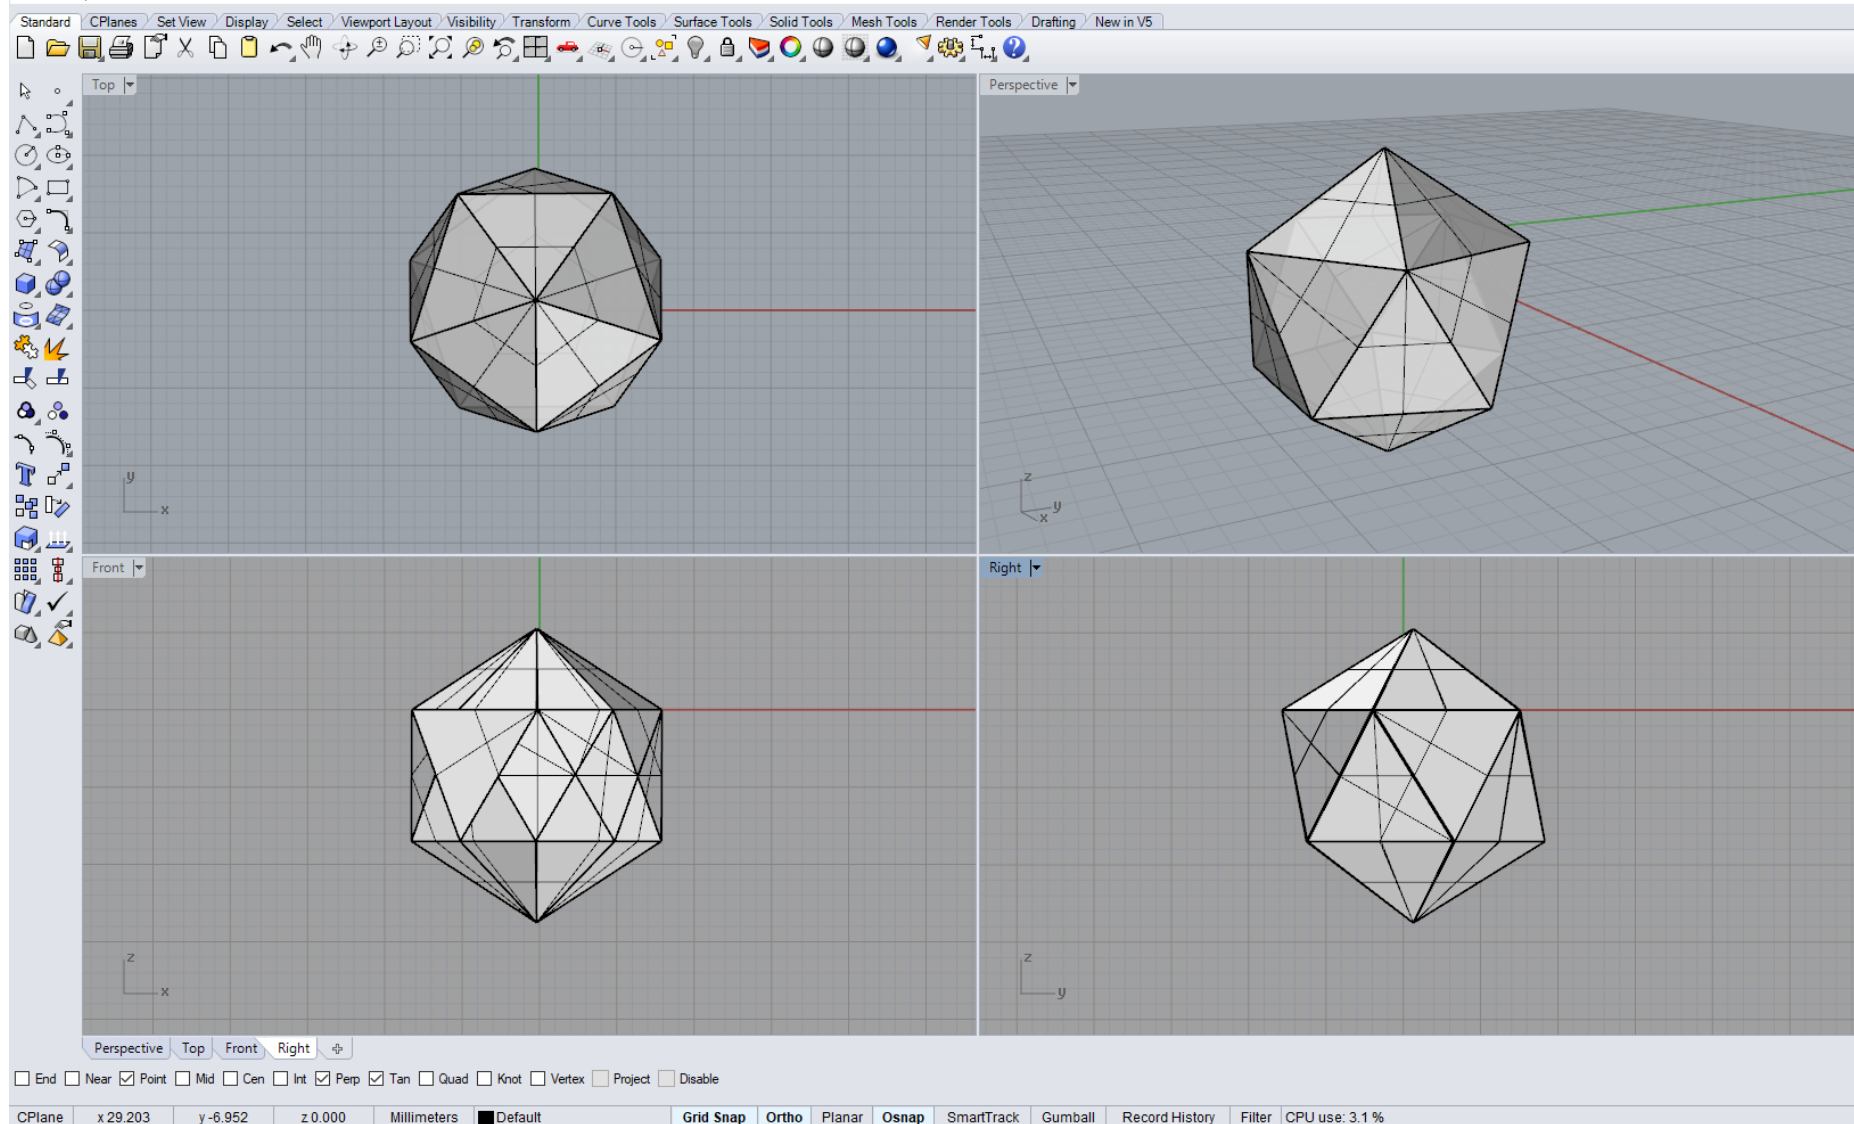 Standard CPlanes Set View Display Select Viewport Layout Visibility Transform Curve Tools Surface Tools Solid Tools Mesh Tools Render Tools Drafting New in V5
Top
y
x
Perspective
z
y
x
Front
z
x
Right
z
y
Perspective Top Front Right
End Near Point Mid Cen Int Perp Tan Quad Knot Vertex Project Disable
CPlane x 29.203 y -6.952 z 0.000 Millimeters Default Grid Snap Ortho Planar Osnap SmartTrack Gumball Record History Filter CPU use: 3.1 %